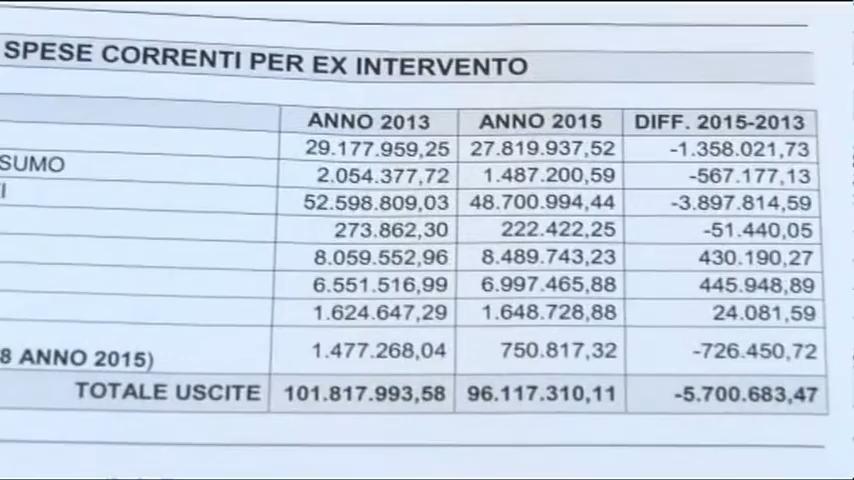 SPESE CORRENTI PER EX INTERVENTO
ANNO 2013 ANNO 2015 DIFF. 2015-2013
29.177.959,25 27.819.937,52 -1.358.021,73
SUMO 2.054.377,72 1.487.200,59 -567.177,13
I 52.598.809,03 48.700.994,44 -3.897.814,59
273.862,30 222.422,25 -51.440,05
8.059.552,96 8.489.743,23 430.190,27
6.551.516,99 6.997.465,88 445.948,89
1.624.647,29 1.648.728,88 24.081,59
8 ANNO 2015) 1.477.268,04 750.817,32 -726.450,72
TOTALE USCITE 101.817.993,58 96.117.310,11 -5.700.683,47